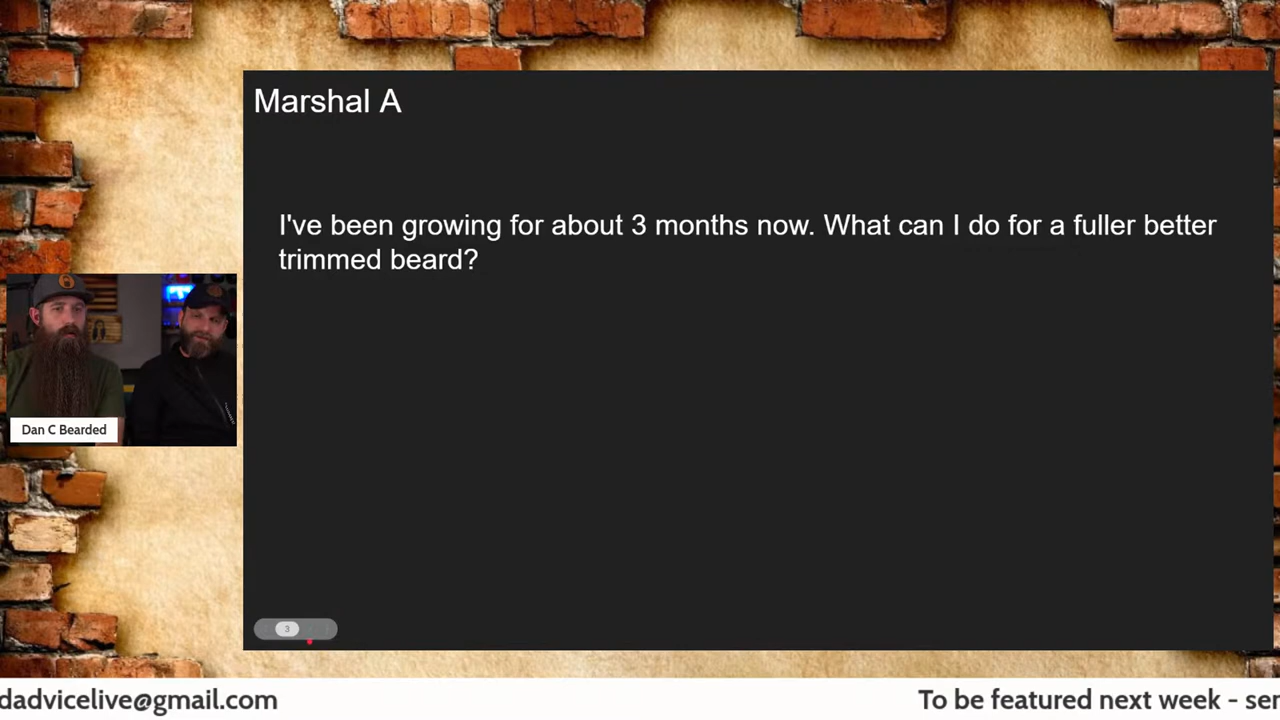 Marshal A
I've been growing for about 3 months now. What can I do for a fuller better
trimmed beard?
Dan C Bearded
3
dadvicelive@gmail.com
To be featured next week - ser